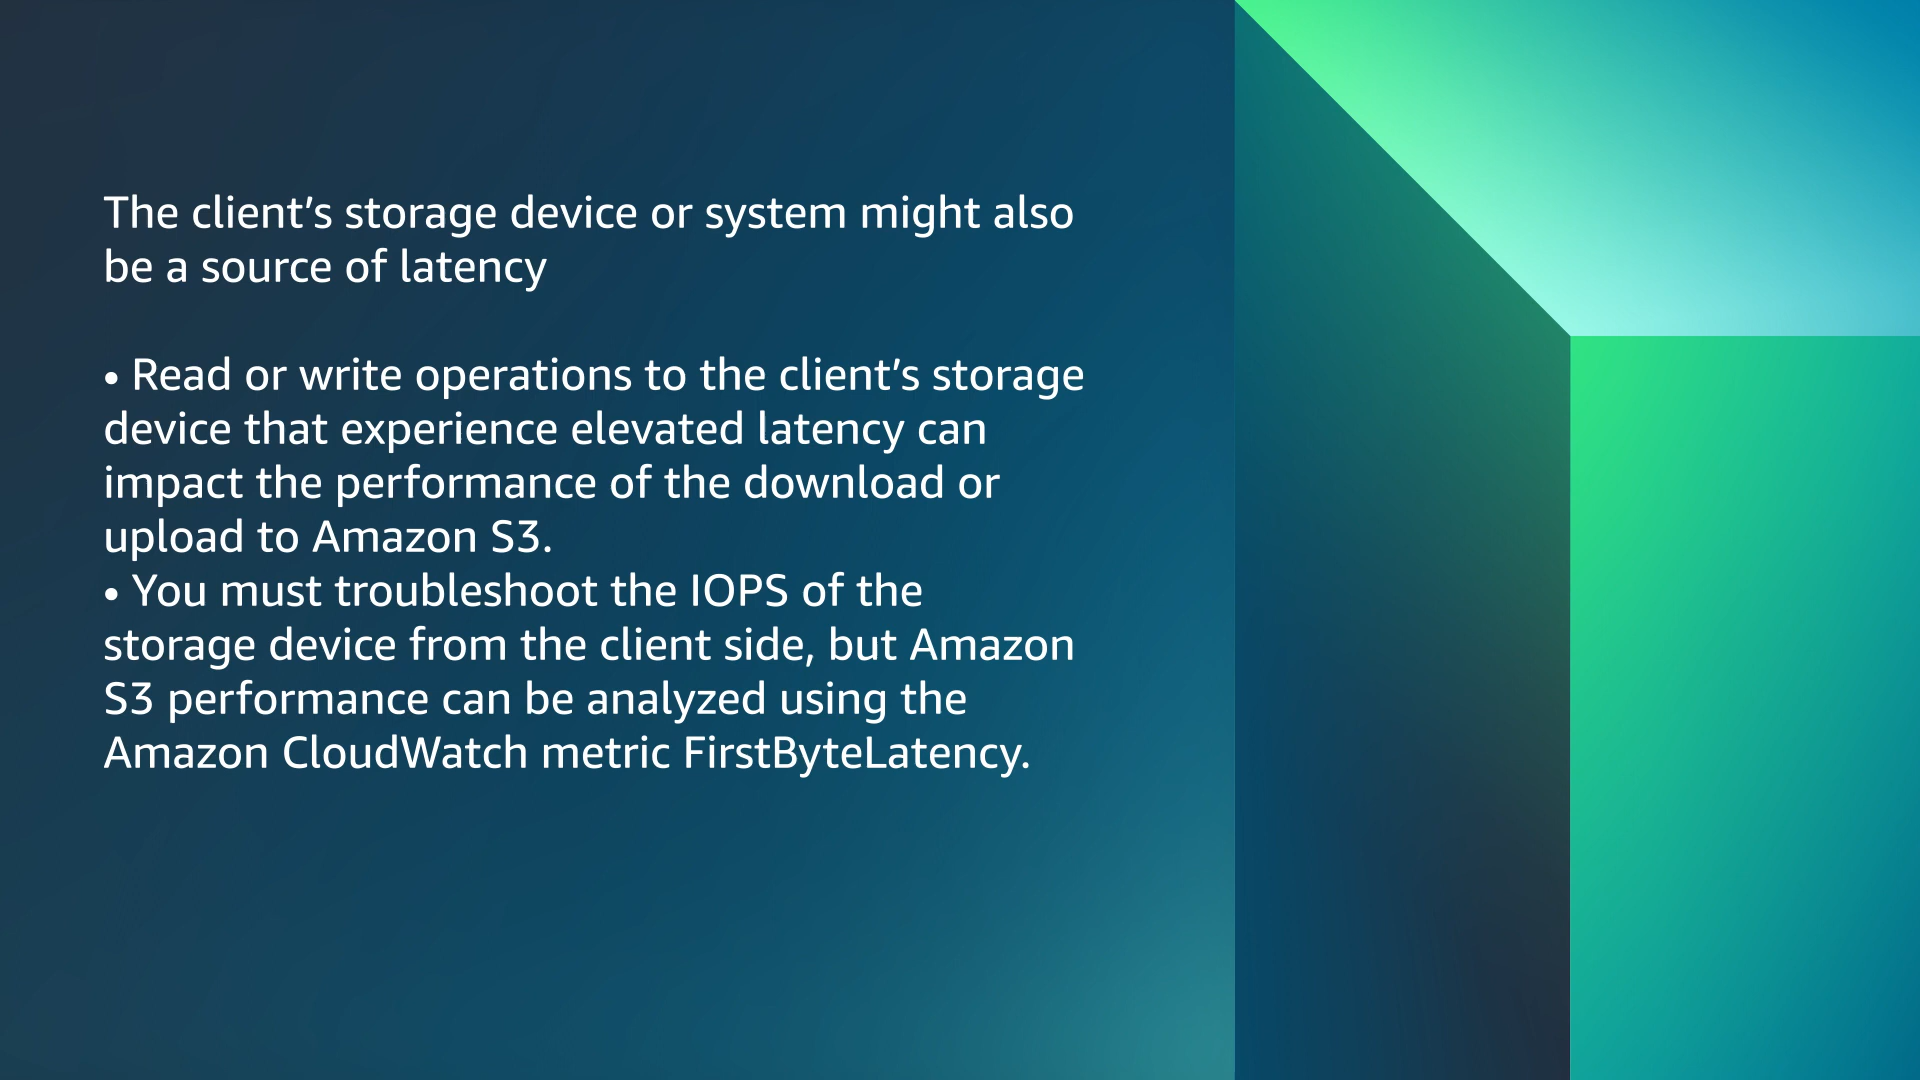 The client’s storage device or system might also
be a source of latency
• Read or write operations to the client’s storage
device that experience elevated latency can
impact the performance of the download or
upload to Amazon S3.
• You must troubleshoot the IOPS of the
storage device from the client side, but Amazon
S3 performance can be analyzed using the
Amazon CloudWatch metric FirstByteLatency.